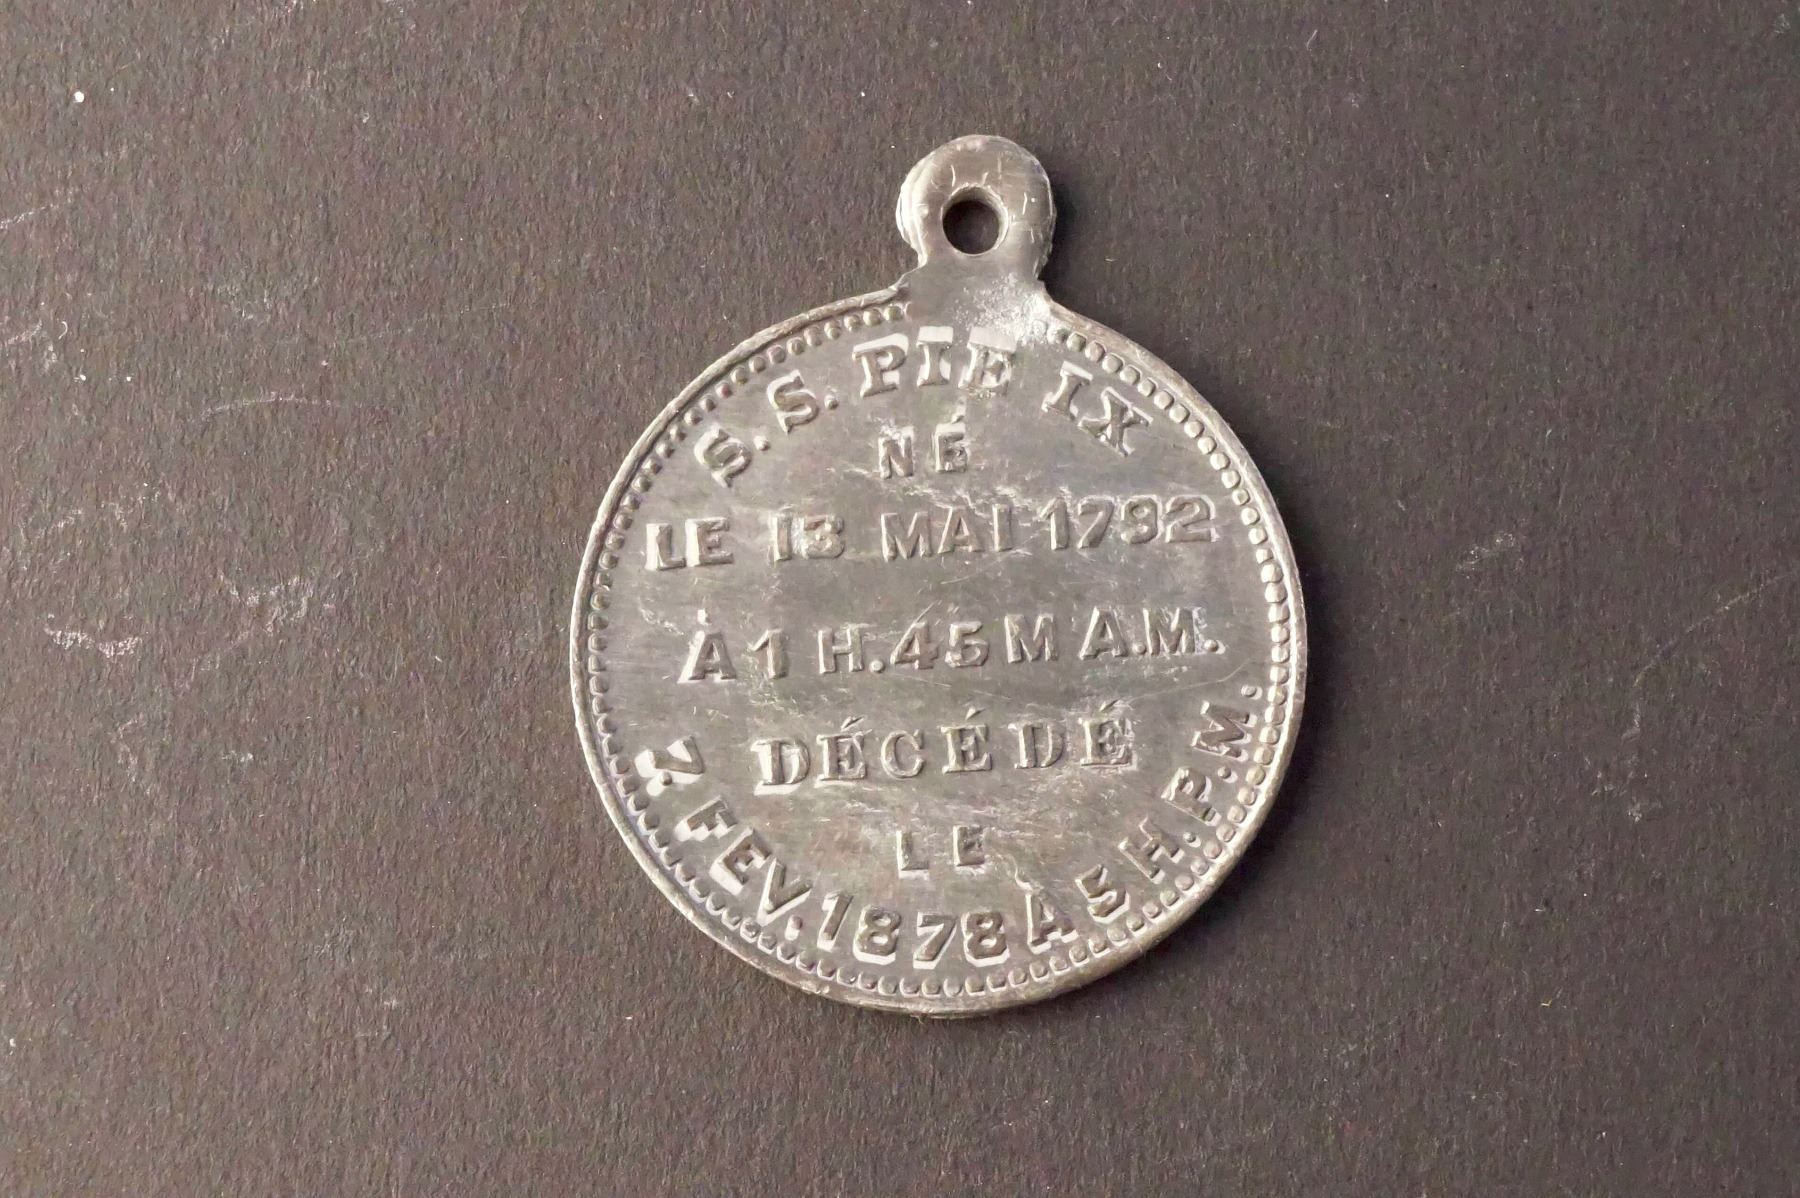 S. S. PIE IX
NÉ
LE 13 MAI 1792
À 1 H. 45 M A.M.
DÉCÉDÉ
LE
7. FEV. 1878 À 5 H. P. M.